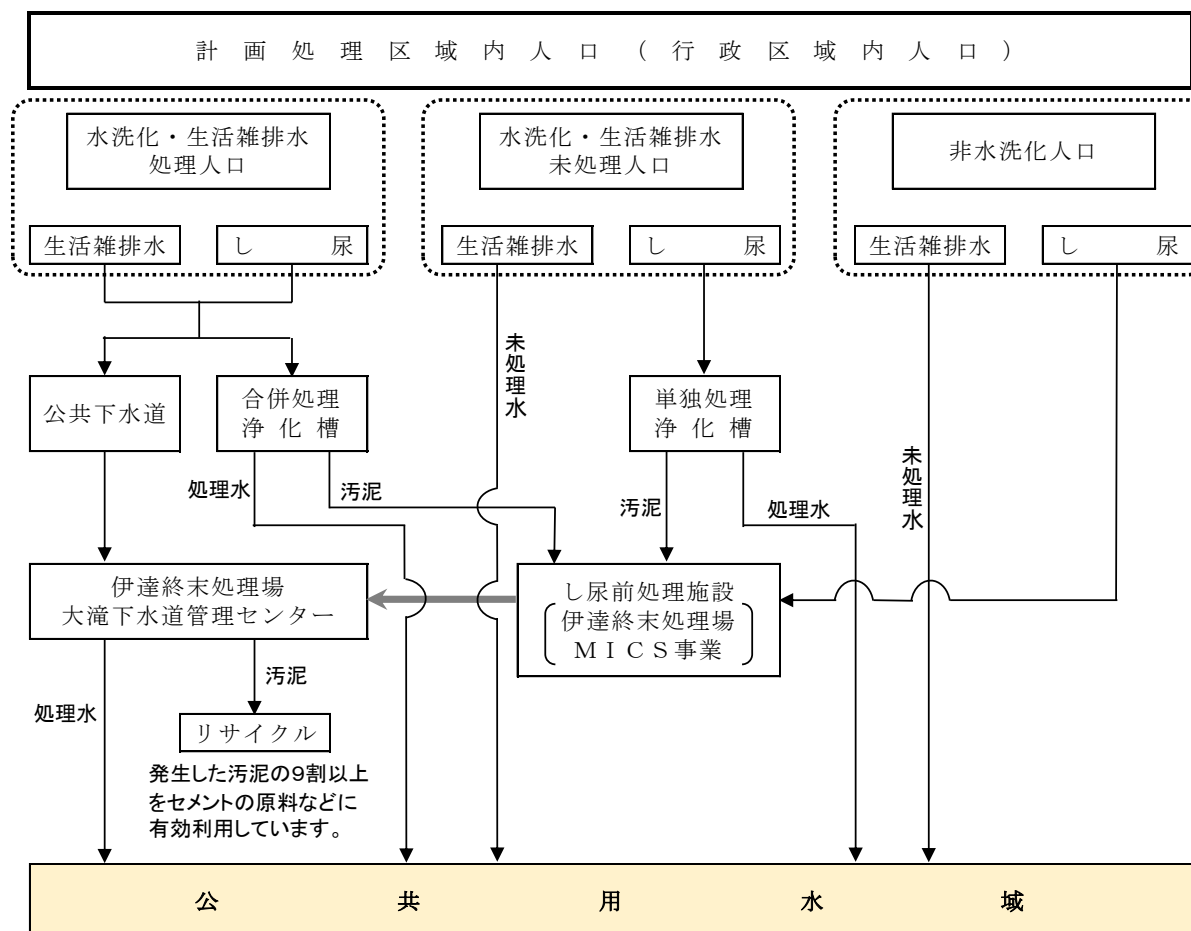 計画処理区域内人口(行政区域内人口)
水洗化・生活雑排水
処理人口
水洗化・生活雑排水
未処理人口
非水洗化人口
生活雑排水
し尿
生活雑排水
し尿
生活雑排水
し尿
未処理水
公共下水道
合併処理
浄化槽
単独処理
浄化槽
未処理水
処理水
汚泥
汚泥
処理水
伊達終末処理場
大滝下水道管理センター
し尿前処理施設
伊達終末処理場
MICS事業
汚泥
処理水
リサイクル
発生した汚泥の9割以上
をセメントの原料などに
有効利用しています。
公共用水域